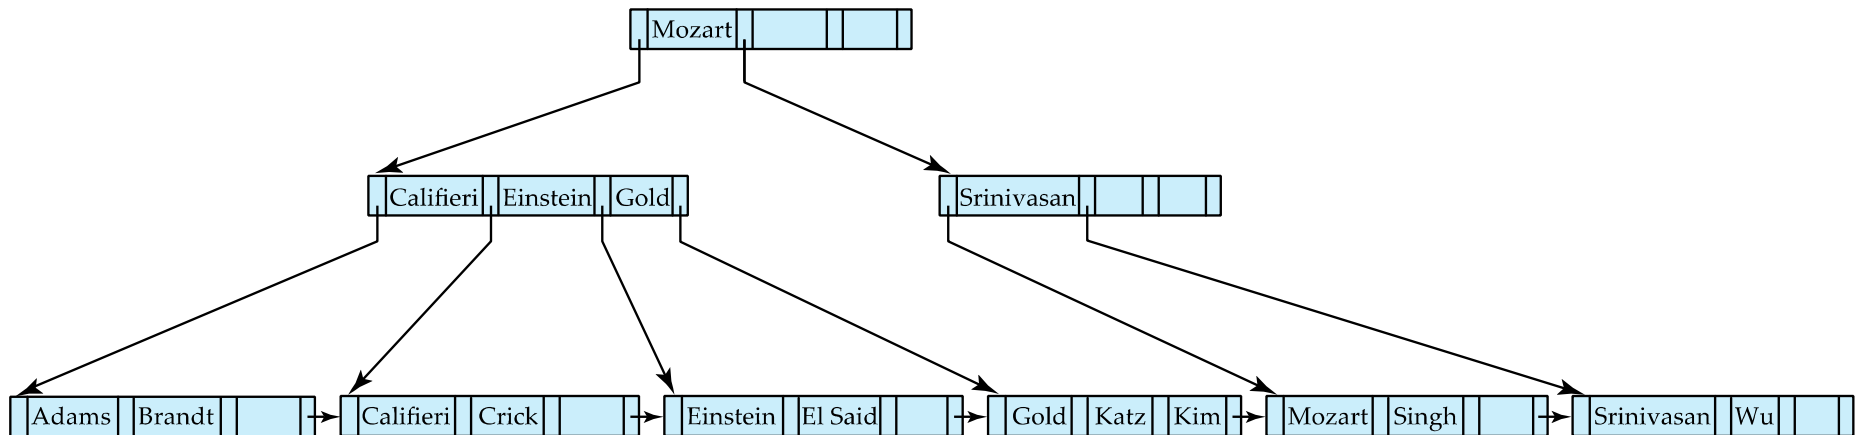 Mozart
Califieri Einstein Gold Srinivasan
Adams Brandt Califieri Crick Einstein El Said Gold Katz Kim Mozart Singh Srinivasan Wu